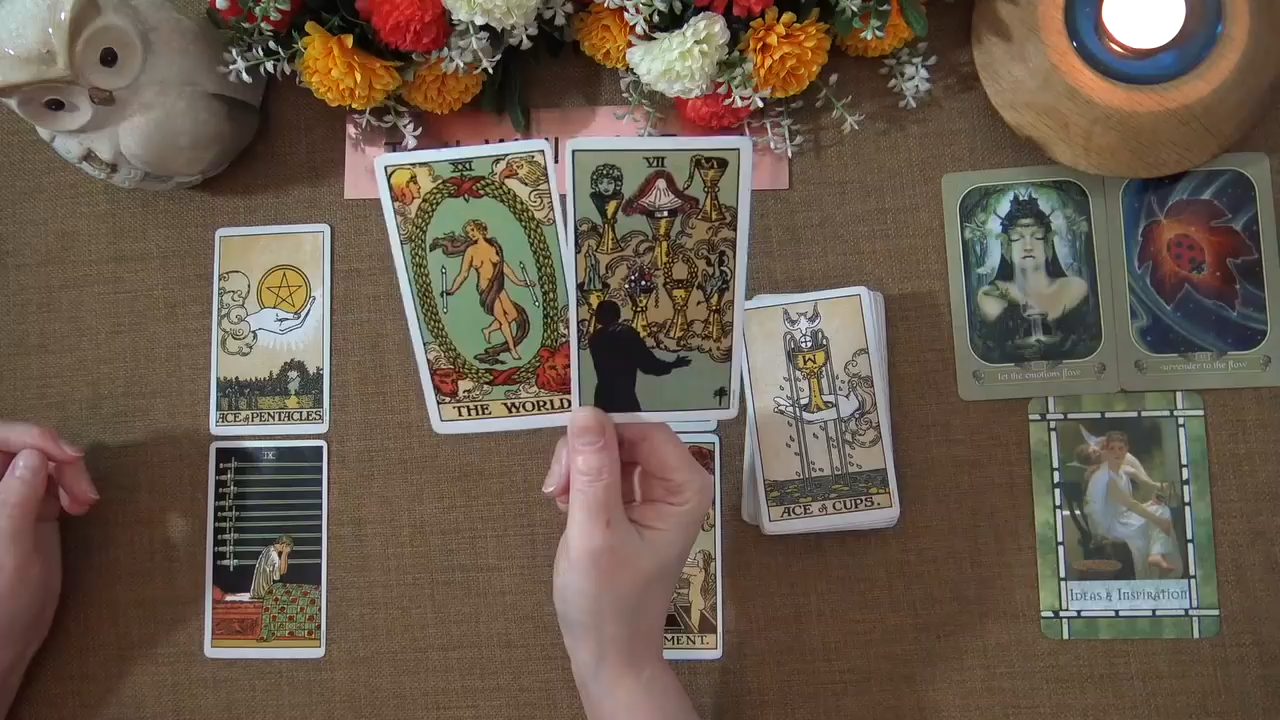 XXI
THE WORLD
VII
ACE of PENTACLES.
IX
ACE of CUPS.
MENT.
let the emotions flow
surrender to the flow
IDEAS & INSPIRATION